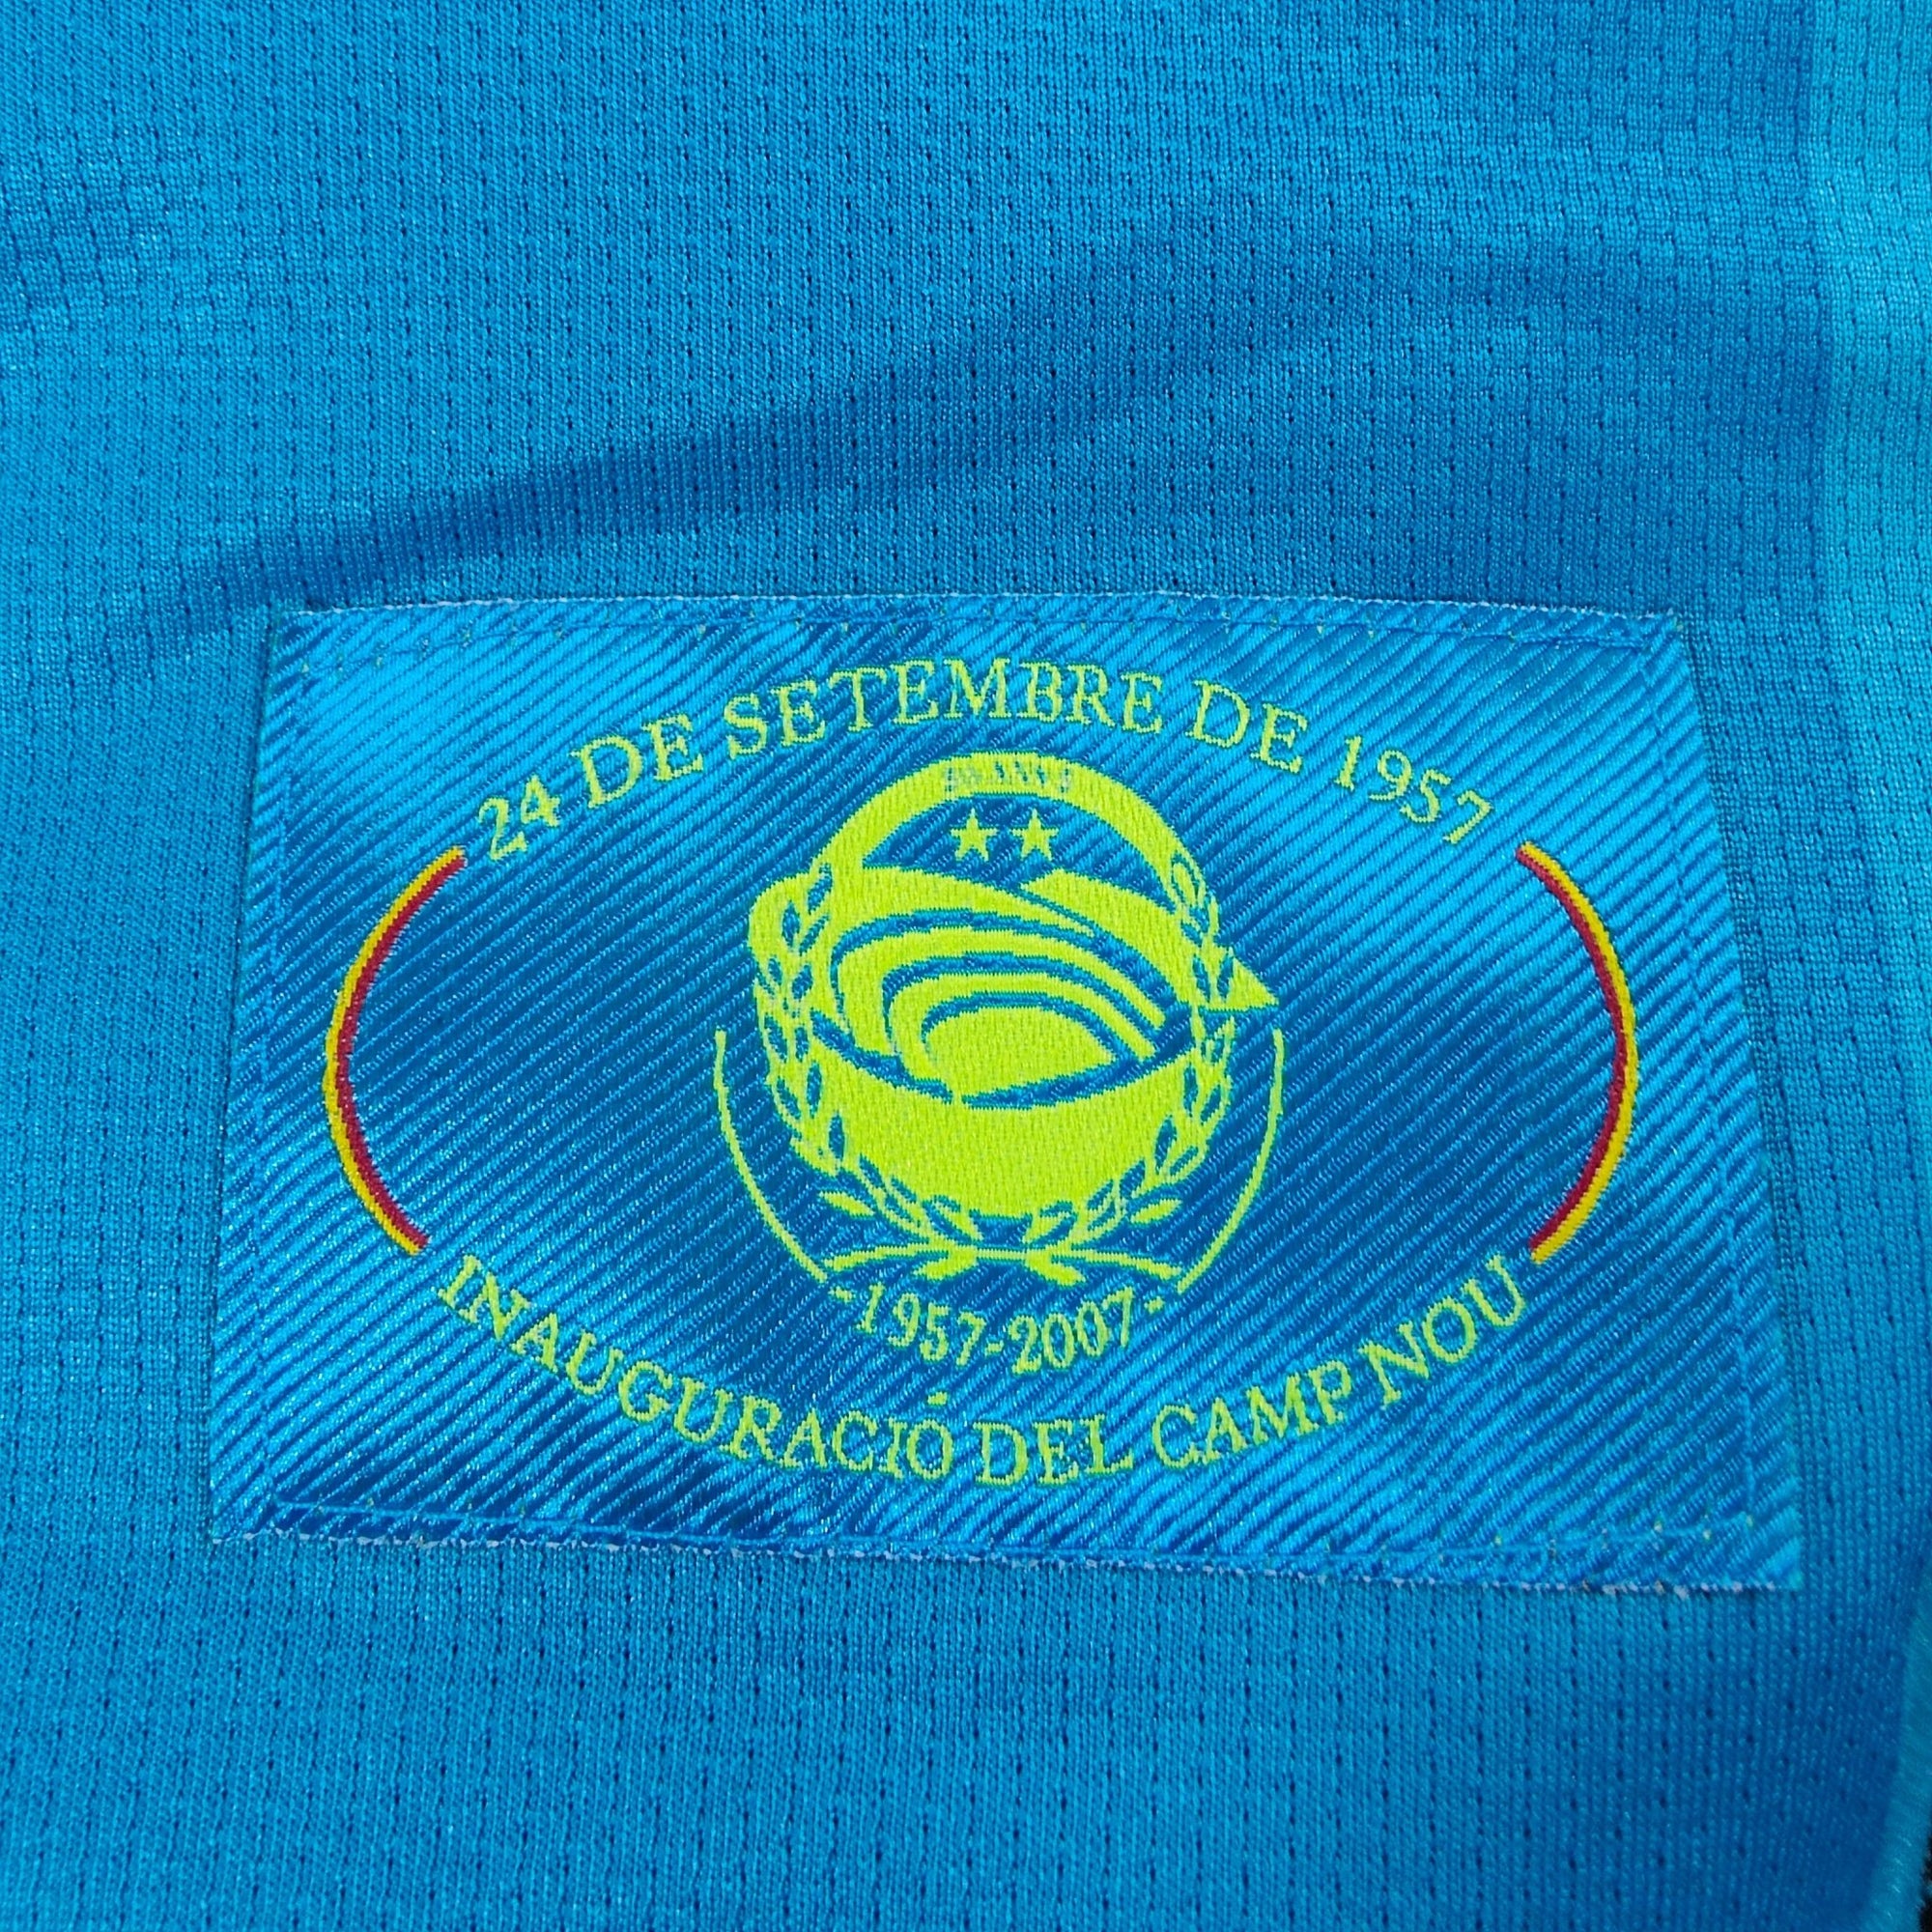 24 DE SETEMBRE DE 1957
-1957-2007-
INAUGURACIÓ DEL CAMP NOU